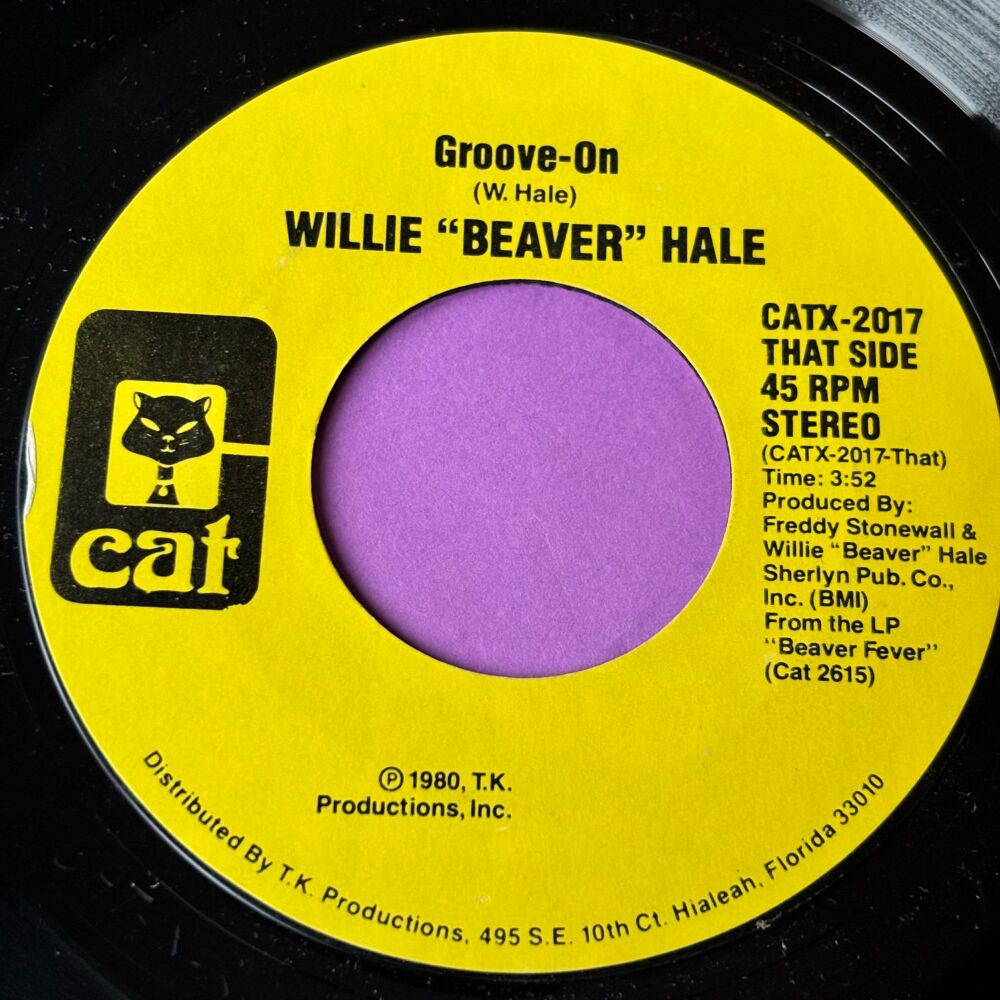 Groove-On
(W. Hale)
WILLIE “BEAVER” HALE
CATX-2017
THAT SIDE
45 RPM
STEREO
(CATX-2017-That)
Time: 3:52
Produced By:
Freddy Stonewall &
Willie “Beaver” Hale
Sherlyn Pub. Co.,
Inc. (BMI)
From the LP
“Beaver Fever”
(Cat 2615)
cat
Ⓟ 1980, T.K.
Productions, Inc.
Distributed By T.K. Productions, 495 S.E. 10th Ct. Hialeah, Florida 33010